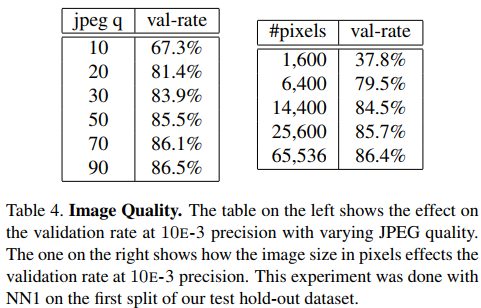 jpeg q val-rate
10 67.3%
20 81.4%
30 83.9%
50 85.5%
70 86.1%
90 86.5%
#pixels val-rate
1,600 37.8%
6,400 79.5%
14,400 84.5%
25,600 85.7%
65,536 86.4%
Table 4. Image Quality. The table on the left shows the effect on
the validation rate at 10E-3 precision with varying JPEG quality.
The one on the right shows how the image size in pixels effects the
validation rate at 10E-3 precision. This experiment was done with
NN1 on the first split of our test hold-out dataset.